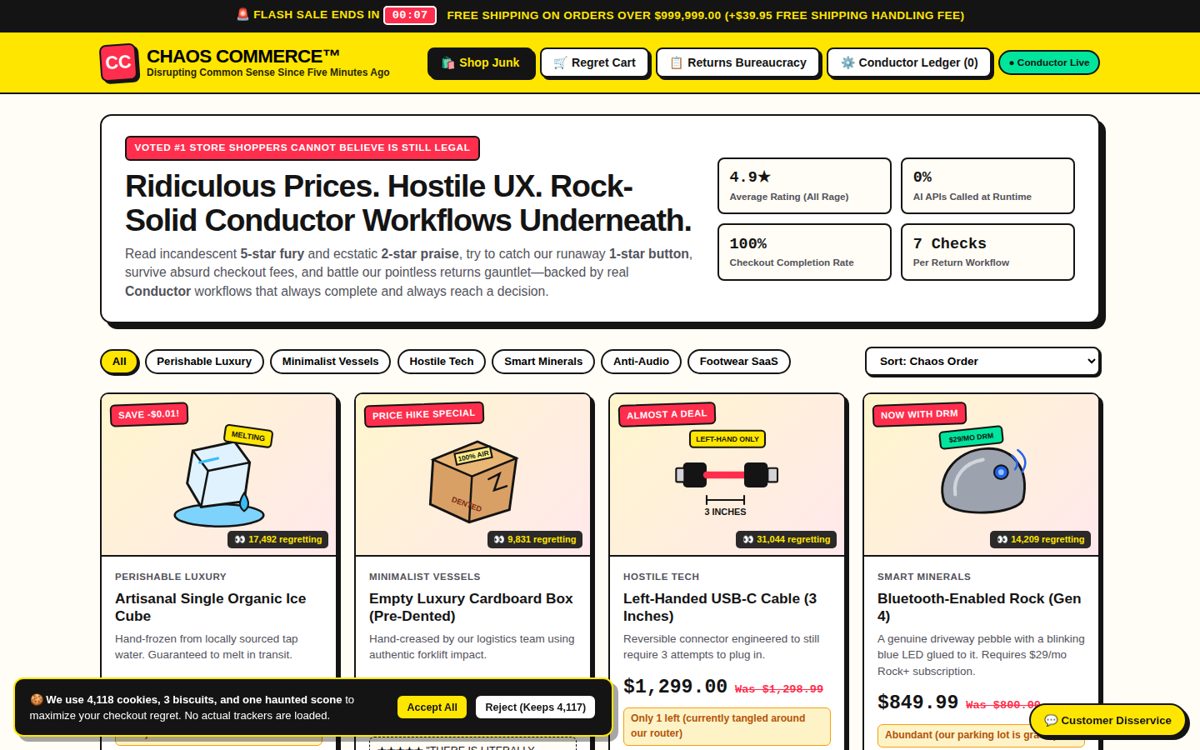 🚨 FLASH SALE ENDS IN 00:07 FREE SHIPPING ON ORDERS OVER $999,999.00 (+$39.95 FREE SHIPPING HANDLING FEE)
CC CHAOS COMMERCE™
Disrupting Common Sense Since Five Minutes Ago
🛍️ Shop Junk
🛒 Regret Cart
📋 Returns Bureaucracy
⚙️ Conductor Ledger (0)
● Conductor Live
VOTED #1 STORE SHOPPERS CANNOT BELIEVE IS STILL LEGAL
Ridiculous Prices. Hostile UX. Rock-
Solid Conductor Workflows Underneath.
Read incandescent 5-star fury and ecstatic 2-star praise, try to catch our runaway 1-star button,
survive absurd checkout fees, and battle our pointless returns gauntlet—backed by real
Conductor workflows that always complete and always reach a decision.
4.9★
Average Rating (All Rage)
0%
AI APIs Called at Runtime
100%
Checkout Completion Rate
7 Checks
Per Return Workflow
All
Perishable Luxury
Minimalist Vessels
Hostile Tech
Smart Minerals
Anti-Audio
Footwear SaaS
Sort: Chaos Order
SAVE -$0.01!
MELTING
👀 17,492 regretting
PERISHABLE LUXURY
Artisanal Single Organic Ice
Cube
Hand-frozen from locally sourced tap
water. Guaranteed to melt in transit.
PRICE HIKE SPECIAL
100% AIR
DENTED
👀 9,831 regretting
MINIMALIST VESSELS
Empty Luxury Cardboard Box
(Pre-Dented)
Hand-creased by our logistics team using
authentic forklift impact.
ALMOST A DEAL
LEFT-HAND ONLY
3 INCHES
👀 31,044 regretting
HOSTILE TECH
Left-Handed USB-C Cable (3
Inches)
Reversible connector engineered to still
require 3 attempts to plug in.
$1,299.00 Was $1,298.99
Only 1 left (currently tangled around
our router)
NOW WITH DRM
$29/MO DRM
👀 14,209 regretting
SMART MINERALS
Bluetooth-Enabled Rock (Gen
4)
A genuine driveway pebble with a blinking
blue LED glued to it. Requires $29/mo
Rock+ subscription.
$849.99 Was $800.00
Abundant (our parking lot is
🍪 We use 4,118 cookies, 3 biscuits, and one haunted scone to
maximize your checkout regret. No actual trackers are loaded.
Accept All
Reject (Keeps 4,117)
★★★★★ "THERE IS LITERALLY
💬 Customer Disservice